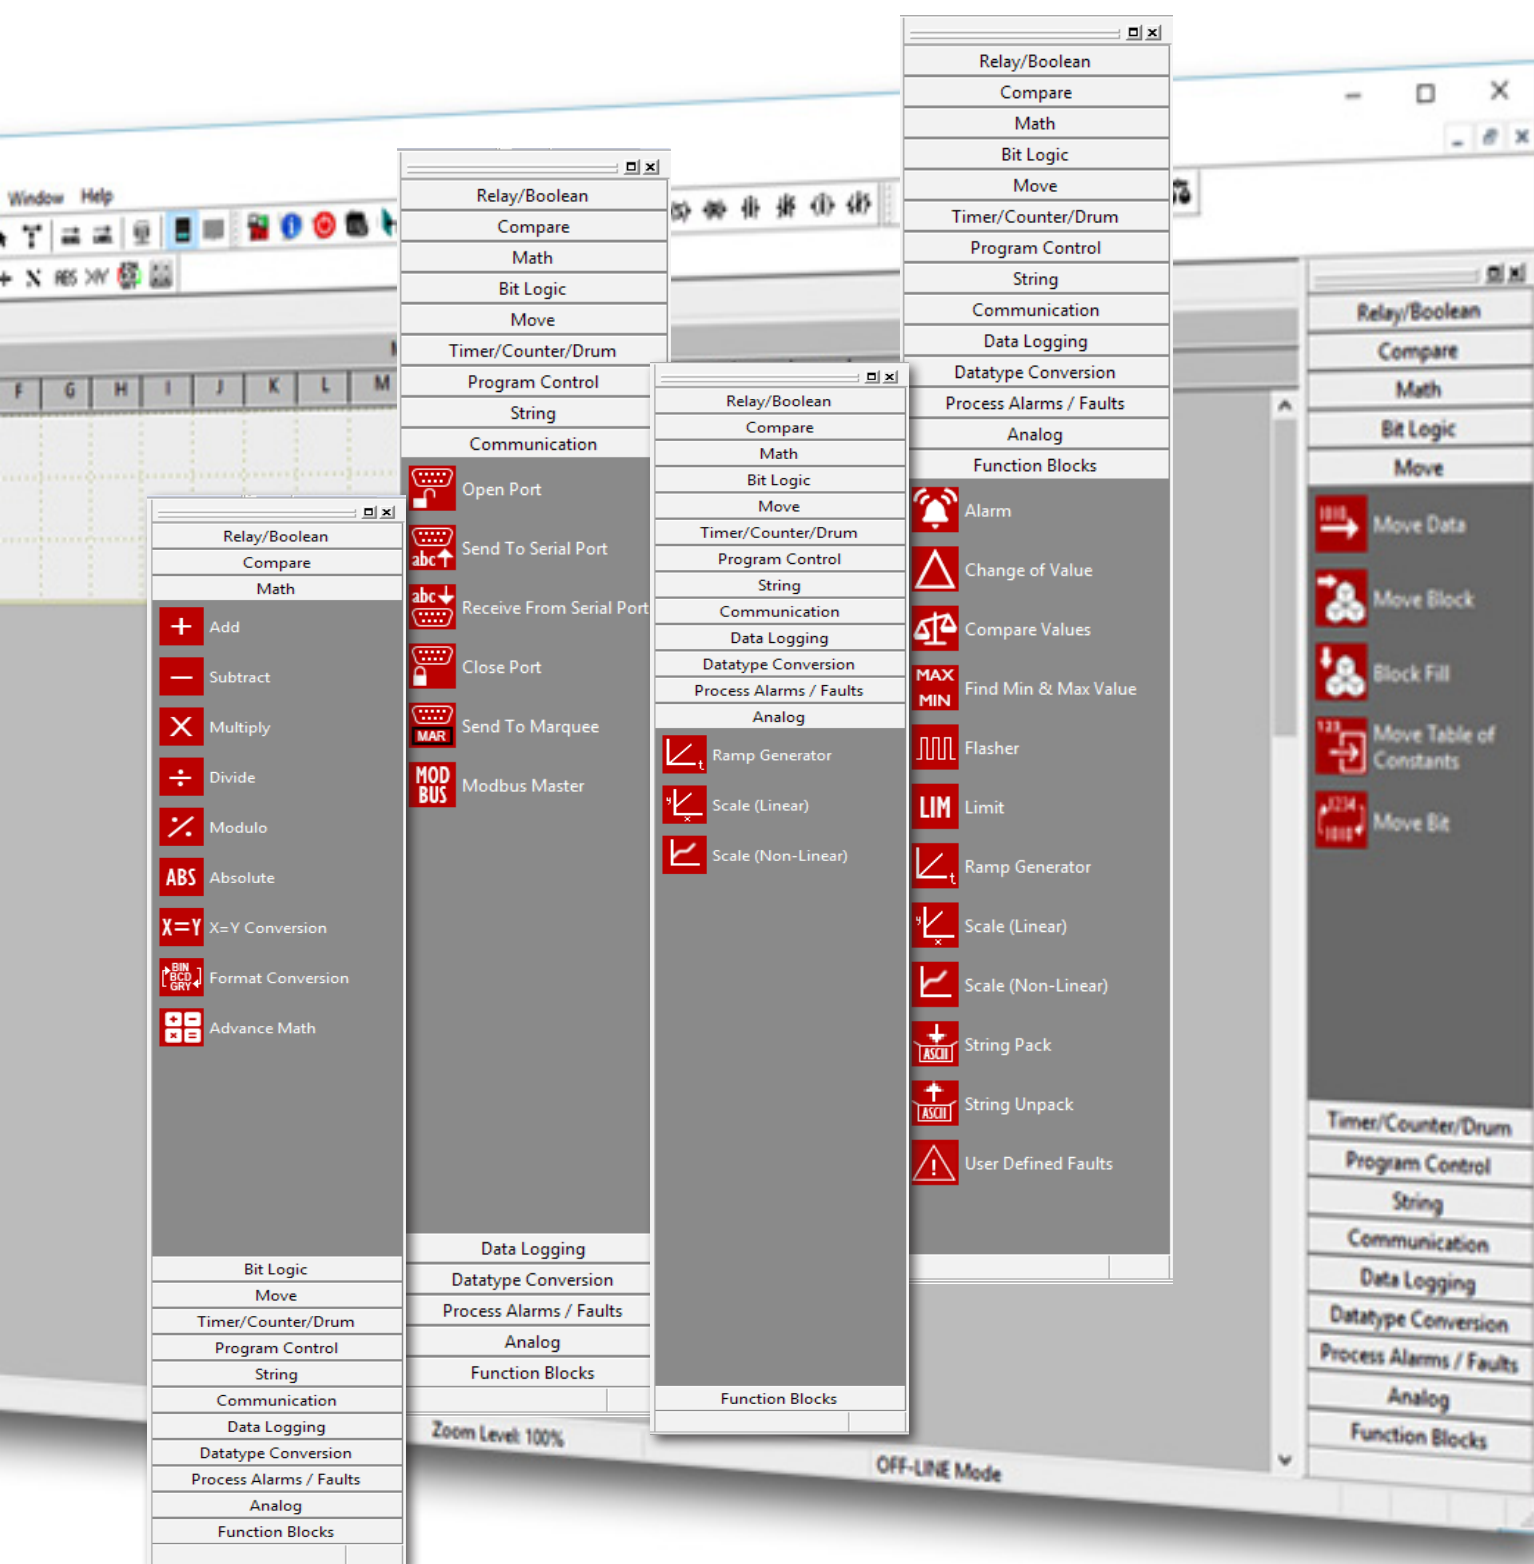 Window Help
ABS X/Y
F G H I J K L M
Relay/Boolean
Compare
Math
+ Add
− Subtract
X Multiply
÷ Divide
Modulo
ABS Absolute
X=Y X=Y Conversion
BIN
BCD
GRY
Format Conversion
Advance Math
Bit Logic
Move
Timer/Counter/Drum
Program Control
String
Communication
Data Logging
Datatype Conversion
Process Alarms / Faults
Analog
Function Blocks
Relay/Boolean
Compare
Math
Bit Logic
Move
Timer/Counter/Drum
Program Control
String
Communication
Open Port
abc Send To Serial Port
abc Receive From Serial Port
Close Port
MAR Send To Marquee
MOD
BUS
Modbus Master
Data Logging
Datatype Conversion
Process Alarms / Faults
Analog
Function Blocks
Zoom Level: 100%
Relay/Boolean
Compare
Math
Bit Logic
Move
Timer/Counter/Drum
Program Control
String
Communication
Data Logging
Datatype Conversion
Process Alarms / Faults
Analog
t Ramp Generator
y x Scale (Linear)
Scale (Non-Linear)
Function Blocks
OFF-LINE Mode
Relay/Boolean
Compare
Math
Bit Logic
Move
Timer/Counter/Drum
Program Control
String
Communication
Data Logging
Datatype Conversion
Process Alarms / Faults
Analog
Function Blocks
Alarm
Change of Value
Compare Values
MAX
MIN
Find Min & Max Value
Flasher
LIM Limit
t Ramp Generator
y x Scale (Linear)
Scale (Non-Linear)
ASCII String Pack
ASCII String Unpack
! User Defined Faults
Relay/Boolean
Compare
Math
Bit Logic
Move
1010 Move Data
Move Block
Block Fill
123 Move Table of
Constants
1234
1010
Move Bit
Timer/Counter/Drum
Program Control
String
Communication
Data Logging
Datatype Conversion
Process Alarms / Faults
Analog
Function Blocks